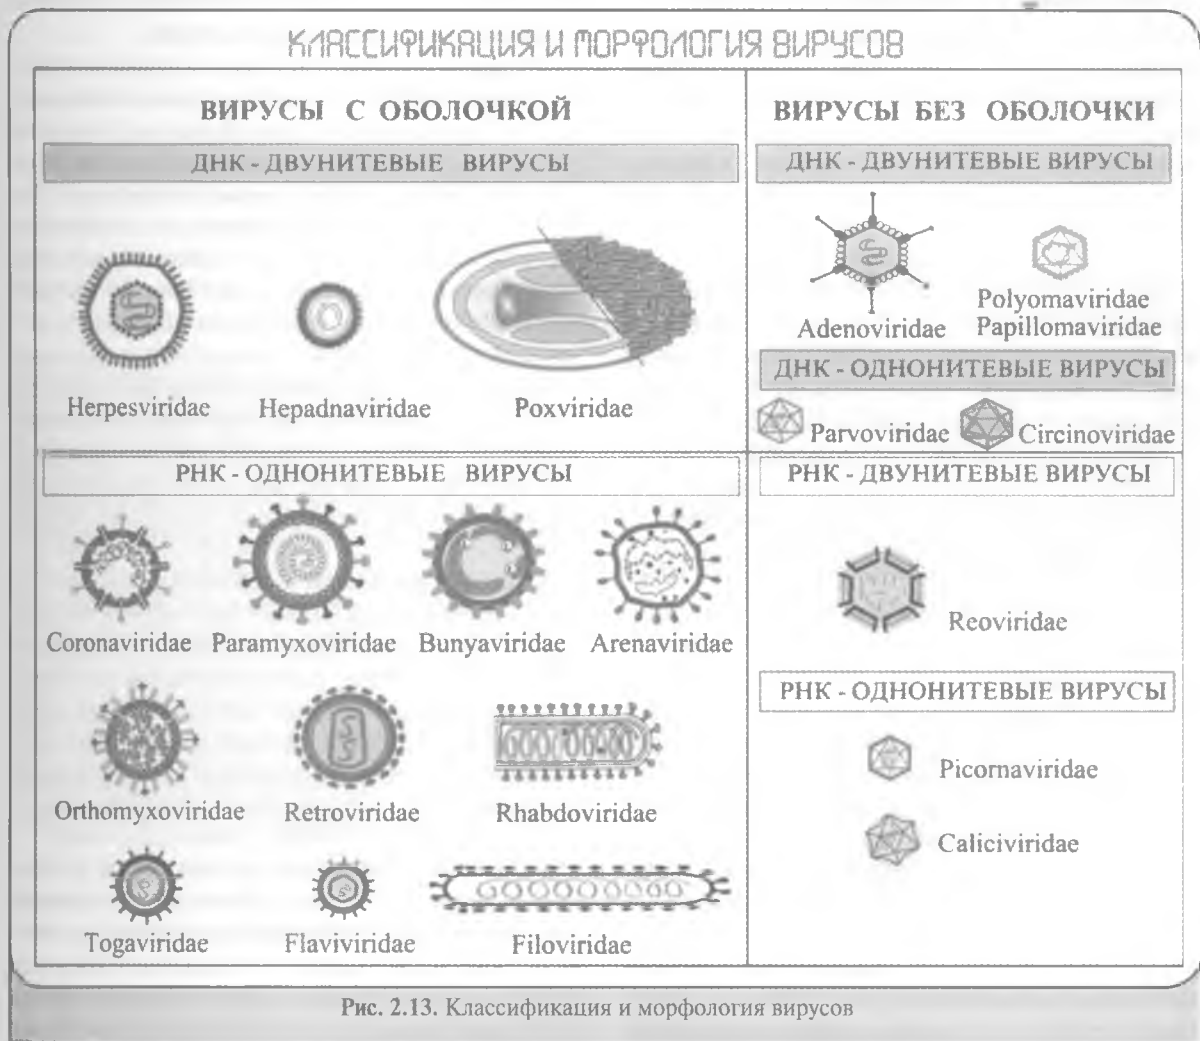 КЛАССИФИКАЦИЯ И МОРФОЛОГИЯ ВИРУСОВ
ВИРУСЫ С ОБОЛОЧКОЙ
ДНК - ДВУНИТЕВЫЕ ВИРУСЫ
Herpesviridae Hepadnaviridae Poxviridae
РНК - ОДНОНИТЕВЫЕ ВИРУСЫ
Coronaviridae Paramyxoviridae Bunyaviridae Arenaviridae
Orthomyxoviridae Retroviridae Rhabdoviridae
Togaviridae Flaviviridae Filoviridae
ВИРУСЫ БЕЗ ОБОЛОЧКИ
ДНК - ДВУНИТЕВЫЕ ВИРУСЫ
Adenoviridae
Polyomaviridae
Papillomaviridae
ДНК - ОДНОНИТЕВЫЕ ВИРУСЫ
Parvoviridae Circinoviridae
РНК - ДВУНИТЕВЫЕ ВИРУСЫ
Reoviridae
РНК - ОДНОНИТЕВЫЕ ВИРУСЫ
Picornaviridae
Caliciviridae
Рис. 2.13. Классификация и морфология вирусов